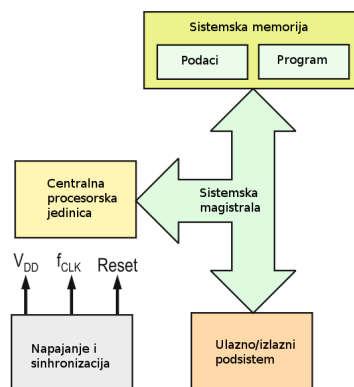 Sistemska memorija
Podaci
Program
Centralna
procesorska
jedinica
Sistemska
magistrala
V_DD
f_CLK
Reset
Napajanje i
sinhronizacija
Ulazno/izlazni
podsistem